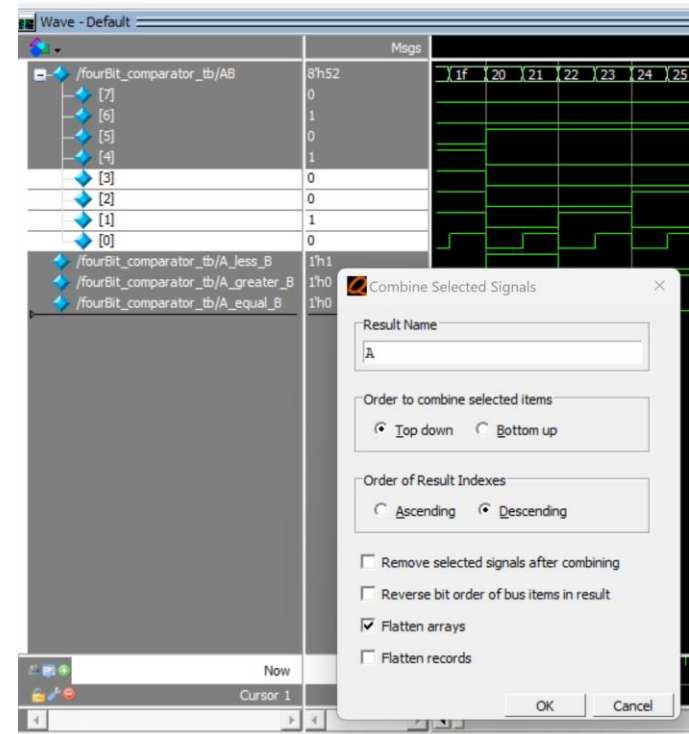 Wave - Default
Msgs
/fourBit_comparator_tb/AB 8'h52 1f 20 21 22 23 24 25
[7] 0
[6] 1
[5] 0
[4] 1
[3] 0
[2] 0
[1] 1
[0] 0
/fourBit_comparator_tb/A_less_B 1'h1
/fourBit_comparator_tb/A_greater_B 1'h0
/fourBit_comparator_tb/A_equal_B 1'h0
Combine Selected Signals
Result Name
A
Order to combine selected items
Top down Bottom up
Order of Result Indexes
Ascending Descending
Remove selected signals after combining
Reverse bit order of bus items in result
Flatten arrays
Flatten records
OK Cancel
Now
Cursor 1